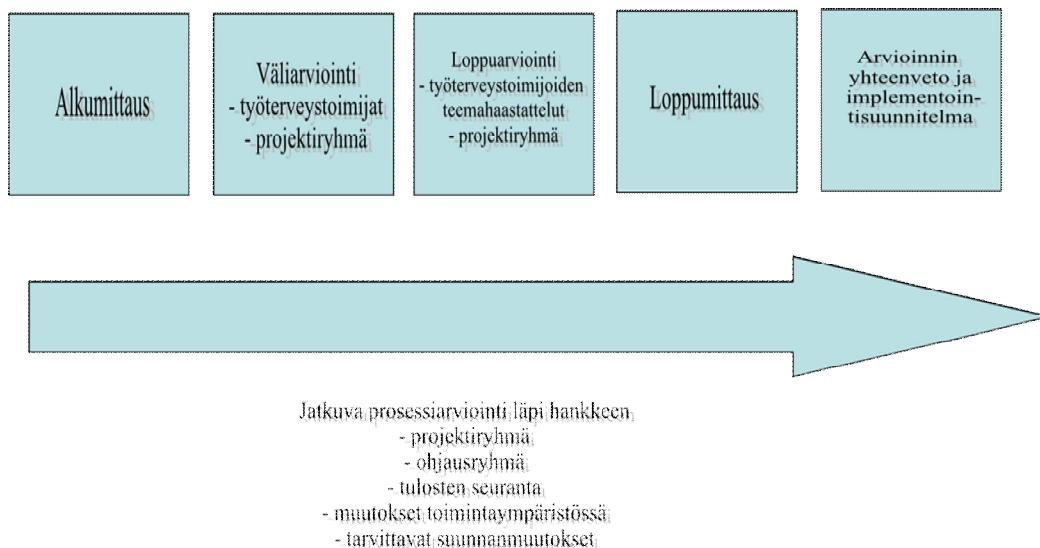 Alkumittaus
Väliarviointi
- työterveystoimijat
- projektiryhmä
Loppuarviointi
- työterveystoimijoiden
teemahaastattelut
- projektiryhmä
Loppumittaus
Arvioinnin
yhteenveto ja
implementoin-
tisuunnitelma
Jatkuva prosessiarviointi läpi hankkeen
- projektiryhmä
- ohjausryhmä
- tulosten seuranta
- muutokset toimintaympäristössä
- tarvittavat suunnanmuutokset